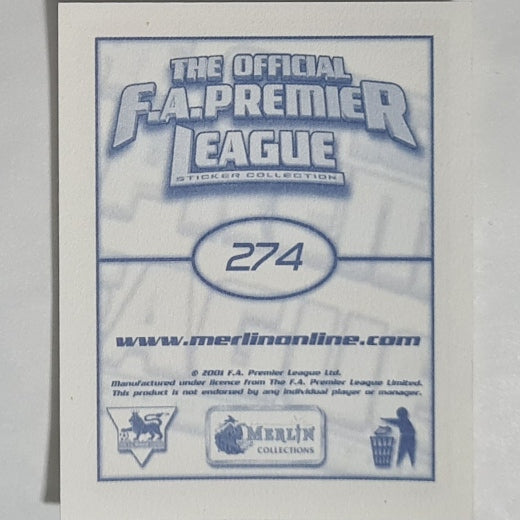 THE OFFICIAL
F.A. PREMIER
LEAGUE
STICKER COLLECTION
274
www.merlinonline.com
© 2001 F.A. Premier League Ltd.
Manufactured under licence from The F.A. Premier League Limited.
This product is not endorsed by any individual player or manager.
MERLIN
COLLECTIONS